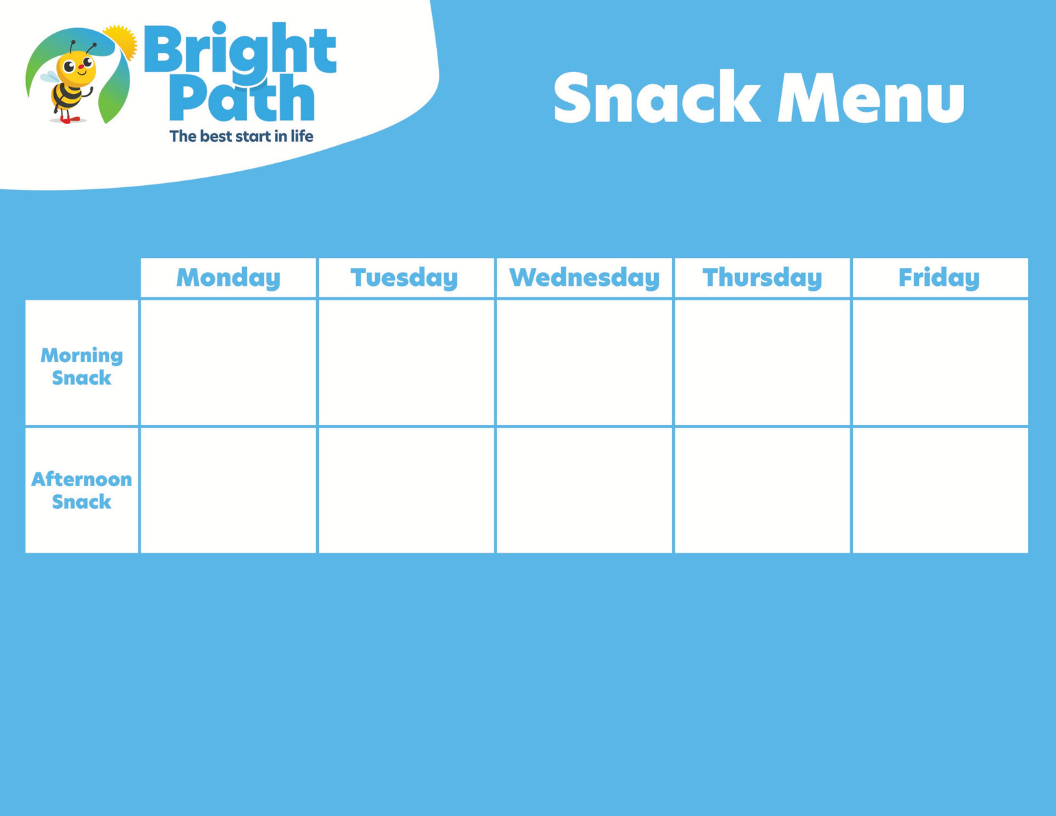 Bright
Path
The best start in life
Snack Menu
Monday Tuesday Wednesday Thursday Friday
Morning
Snack
Afternoon
Snack